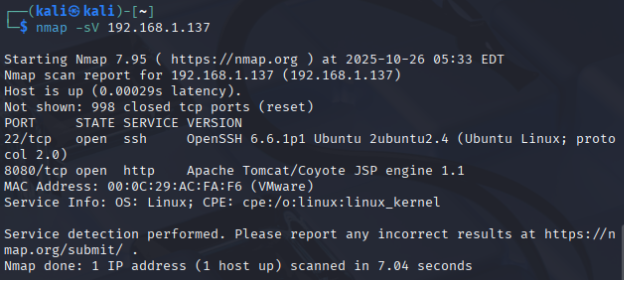 ┌──(kali㉿kali)-[~]
└─$ nmap -sV 192.168.1.137
Starting Nmap 7.95 ( https://nmap.org ) at 2025-10-26 05:33 EDT
Nmap scan report for 192.168.1.137 (192.168.1.137)
Host is up (0.00029s latency).
Not shown: 998 closed tcp ports (reset)
PORT     STATE SERVICE VERSION
22/tcp   open  ssh     OpenSSH 6.6.1p1 Ubuntu 2ubuntu2.4 (Ubuntu Linux; proto
col 2.0)
8080/tcp open  http    Apache Tomcat/Coyote JSP engine 1.1
MAC Address: 00:0C:29:AC:FA:F6 (VMware)
Service Info: OS: Linux; CPE: cpe:/o:linux:linux_kernel
Service detection performed. Please report any incorrect results at https://n
map.org/submit/ .
Nmap done: 1 IP address (1 host up) scanned in 7.04 seconds